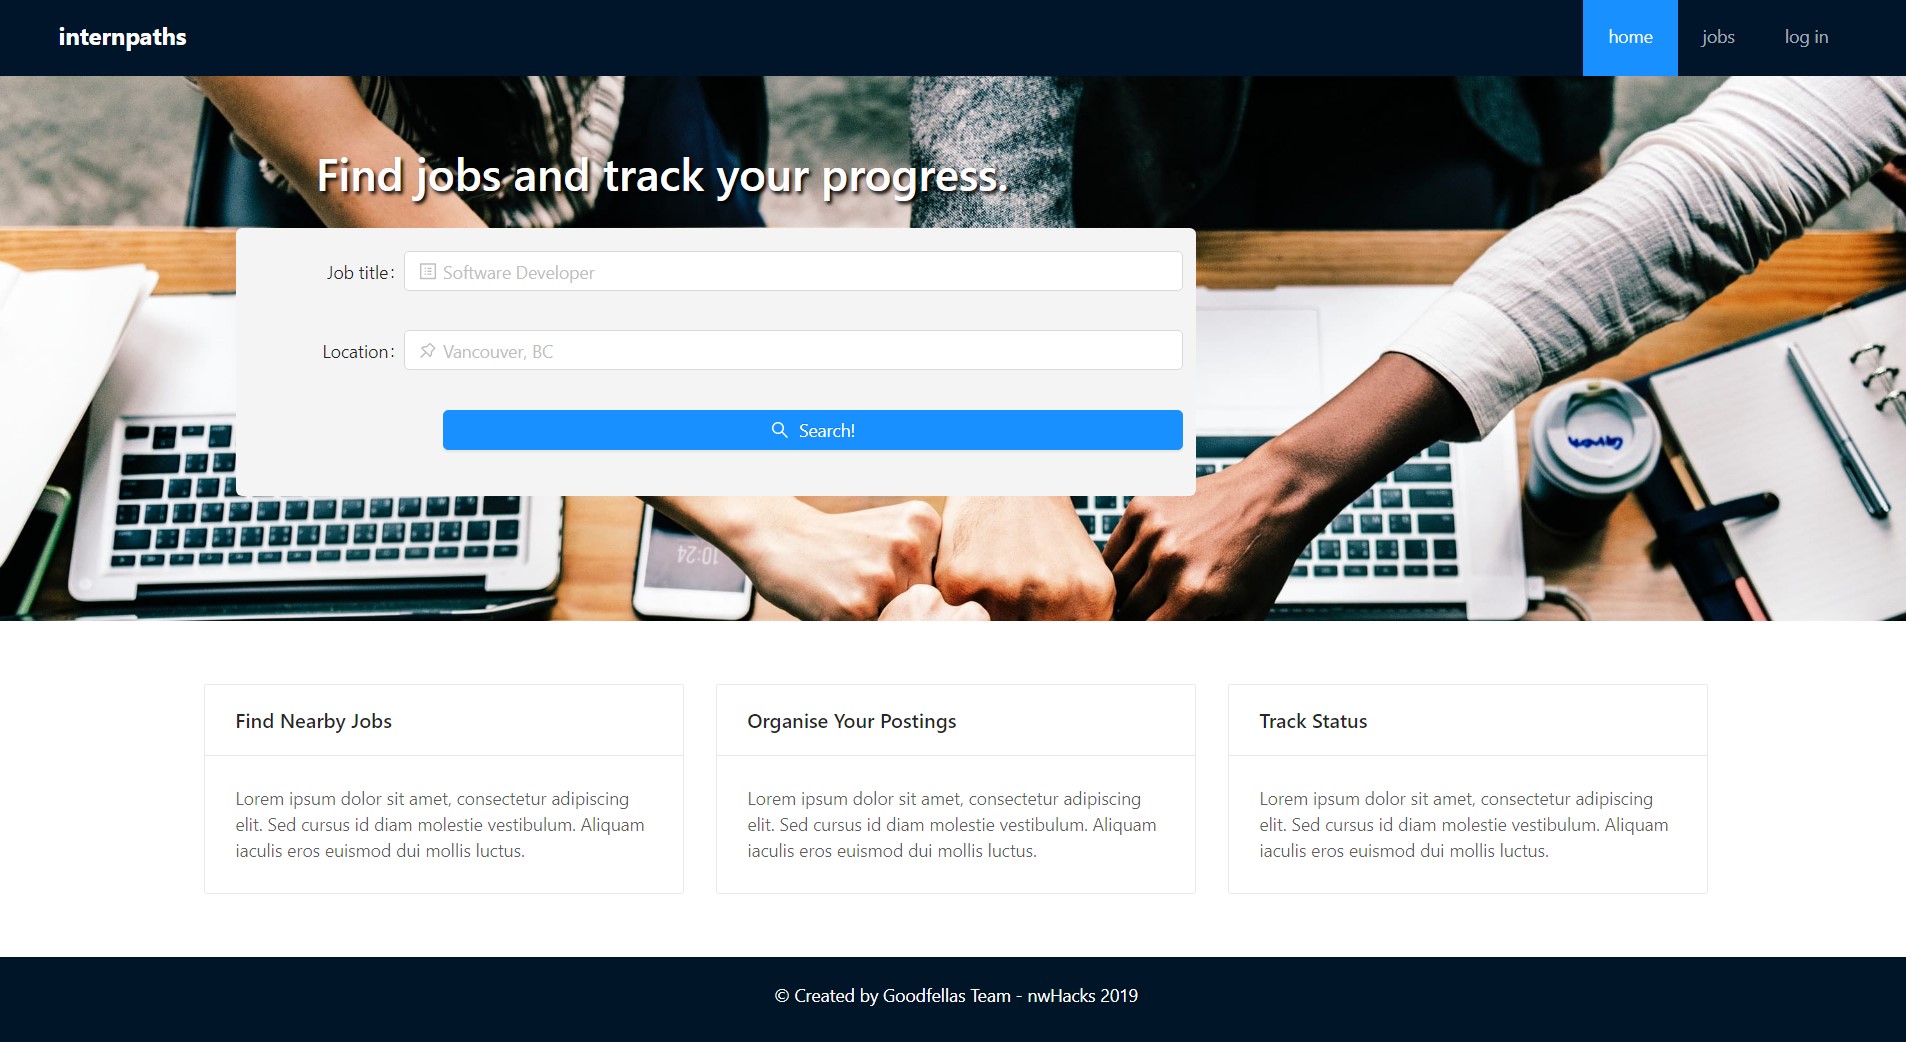 internpaths
home
jobs
log in
Find jobs and track your progress.
Job title:
Software Developer
Location:
Vancouver, BC
Search!
10:24
Find Nearby Jobs
Lorem ipsum dolor sit amet, consectetur adipiscing
elit. Sed cursus id diam molestie vestibulum. Aliquam
iaculis eros euismod dui mollis luctus.
Organise Your Postings
Lorem ipsum dolor sit amet, consectetur adipiscing
elit. Sed cursus id diam molestie vestibulum. Aliquam
iaculis eros euismod dui mollis luctus.
Track Status
Lorem ipsum dolor sit amet, consectetur adipiscing
elit. Sed cursus id diam molestie vestibulum. Aliquam
iaculis eros euismod dui mollis luctus.
© Created by Goodfellas Team - nwHacks 2019